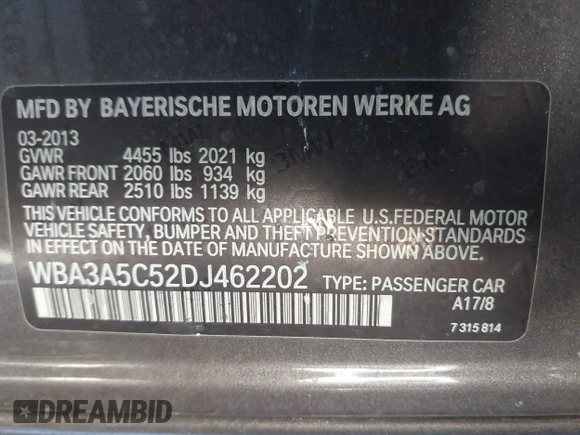 MFD BY BAYERISCHE MOTOREN WERKE AG
03-2013
GVWR 4455 lbs 2021 kg
GAWR FRONT 2060 lbs 934 kg
GAWR REAR 2510 lbs 1139 kg
THIS VEHICLE CONFORMS TO ALL APPLICABLE U.S.FEDERAL MOTOR
VEHICLE SAFETY, BUMPER AND THEFT PREVENTION STANDARDS
IN EFFECT ON THE DATE OF MANUFACTURE SHOWN ABOVE.
WBA3A5C52DJ462202 TYPE: PASSENGER CAR
A17/8
7 315 814
DREAMBID